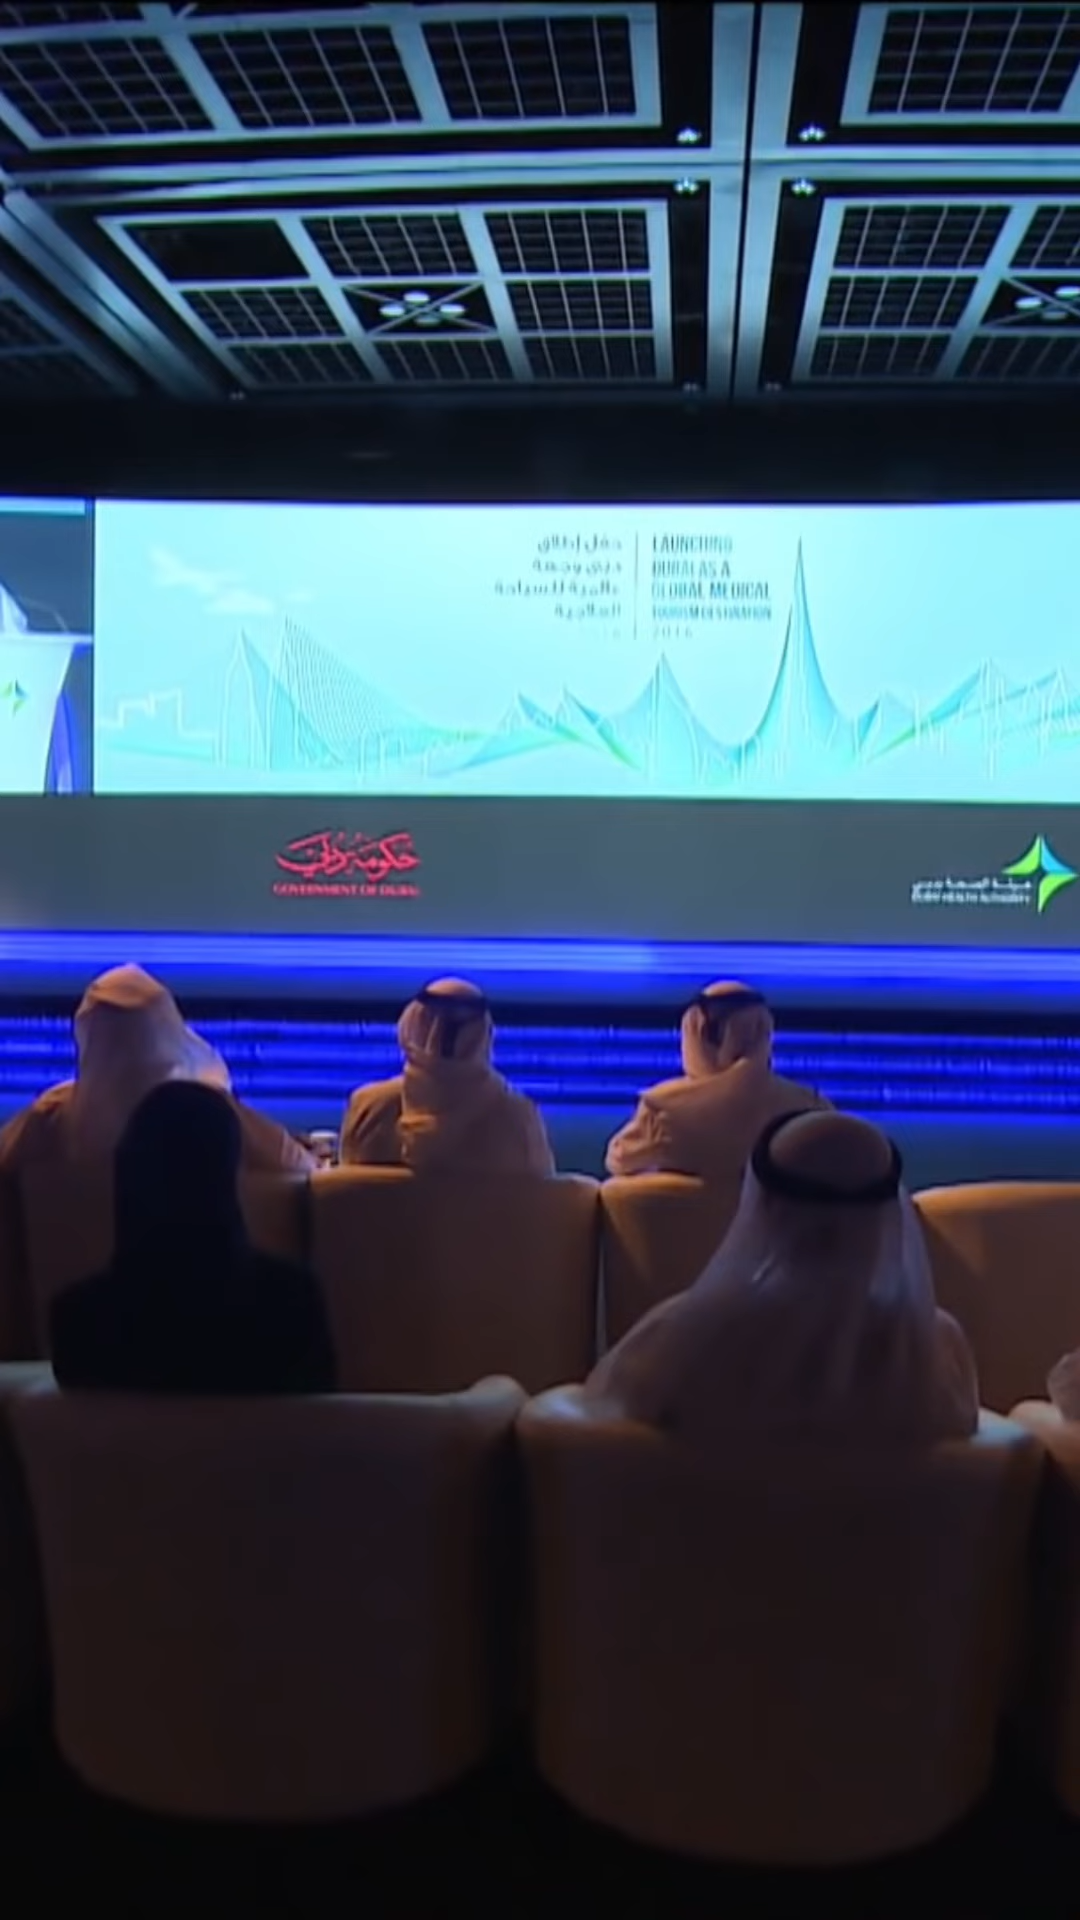 حفل إطلاق
دبي وجهة
عالمية للسياحة
العلاجية
LAUNCHING
DUBAI AS A
GLOBAL MEDICAL
TOURISM DESTINATION
2016
حكومة دبي
GOVERNMENT OF DUBAI
هيئة الصحة بدبي
DUBAI HEALTH AUTHORITY